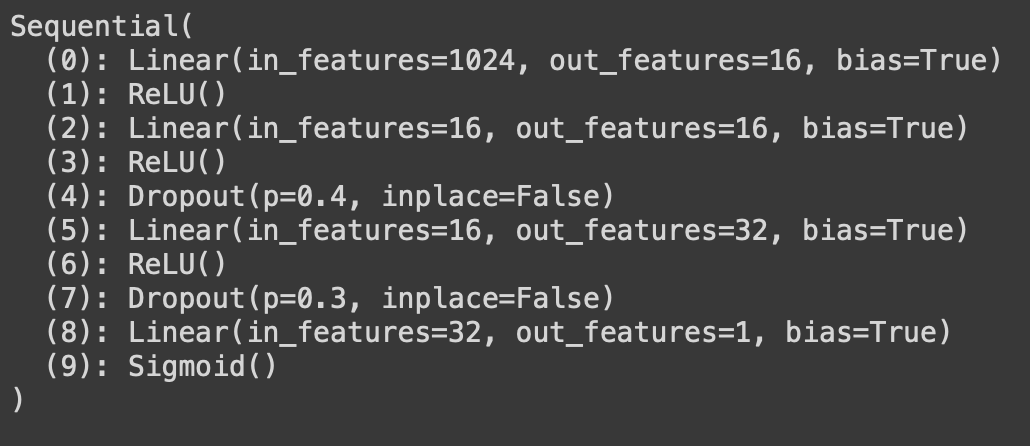 Sequential(
  (0): Linear(in_features=1024, out_features=16, bias=True)
  (1): ReLU()
  (2): Linear(in_features=16, out_features=16, bias=True)
  (3): ReLU()
  (4): Dropout(p=0.4, inplace=False)
  (5): Linear(in_features=16, out_features=32, bias=True)
  (6): ReLU()
  (7): Dropout(p=0.3, inplace=False)
  (8): Linear(in_features=32, out_features=1, bias=True)
  (9): Sigmoid()
)